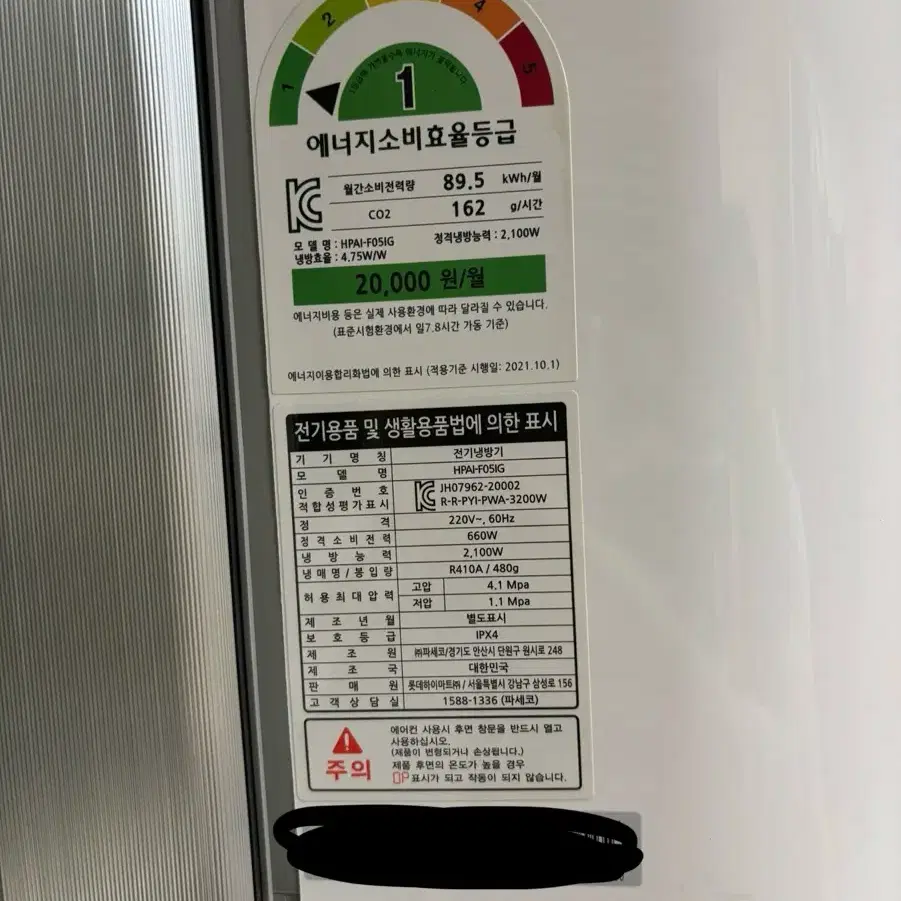 2
4
1
5
1
에너지소비효율등급
월간소비전력량 89.5 kWh/월
CO2 162 g/시간
모 델 명 : HPAI-F05IG 정격냉방능력 : 2,100W
냉방효율 : 4.75W/W
20,000 원/월
에너지비용 등은 실제 사용환경에 따라 달라질 수 있습니다.
(표준시험환경에서 일7.8시간 가동 기준)
에너지이용합리화법에 의한 표시 (적용기준 시행일: 2021.10.1)
전기용품 및 생활용품법에 의한 표시
기 기 명 칭 전기냉방기
모 델 명 HPAI-F05IG
인 증 번 호 JH07962-20002
적합성평가표시 R-R-PYI-PWA-3200W
정 격 220V~, 60Hz
정격소비전력 660W
냉 방 능 력 2,100W
냉매명/봉입량 R410A / 480g
허용최대압력 고압 4.1 Mpa
저압 1.1 Mpa
제 조 년 월 별도표시
보 호 등 급 IPX4
제 조 원 ㈜파세코/경기도 안산시 단원구 원시로 248
제 조 국 대한민국
판 매 원 롯데하이마트㈜ / 서울특별시 강남구 삼성로 156
고객상담실 1588-1336 (파세코)
주의
에어컨 사용시 후면 창문을 반드시 열고
사용하십시오.
(제품이 변형되거나 손상됩니다.)
제품 후면의 온도가 높을 경우
OP 표시가 되고 작동이 되지 않습니다.